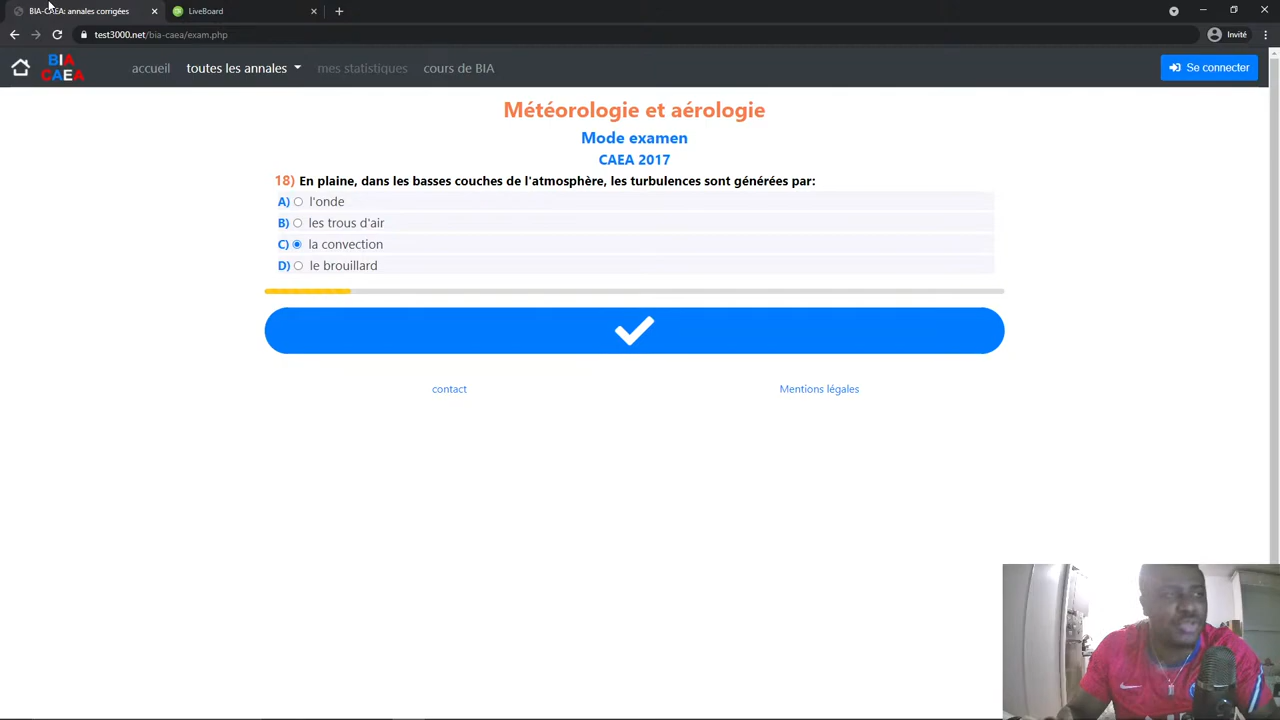 BIA-CAEA: annales corrigées
LiveBoard
test3000.net/bia-caea/exam.php
Invité
BIA
CAEA
accueil
toutes les annales
mes statistiques
cours de BIA
Se connecter
Météorologie et aérologie
Mode examen
CAEA 2017
18) En plaine, dans les basses couches de l'atmosphère, les turbulences sont générées par:
A) l'onde
B) les trous d'air
C) la convection
D) le brouillard
contact
Mentions légales